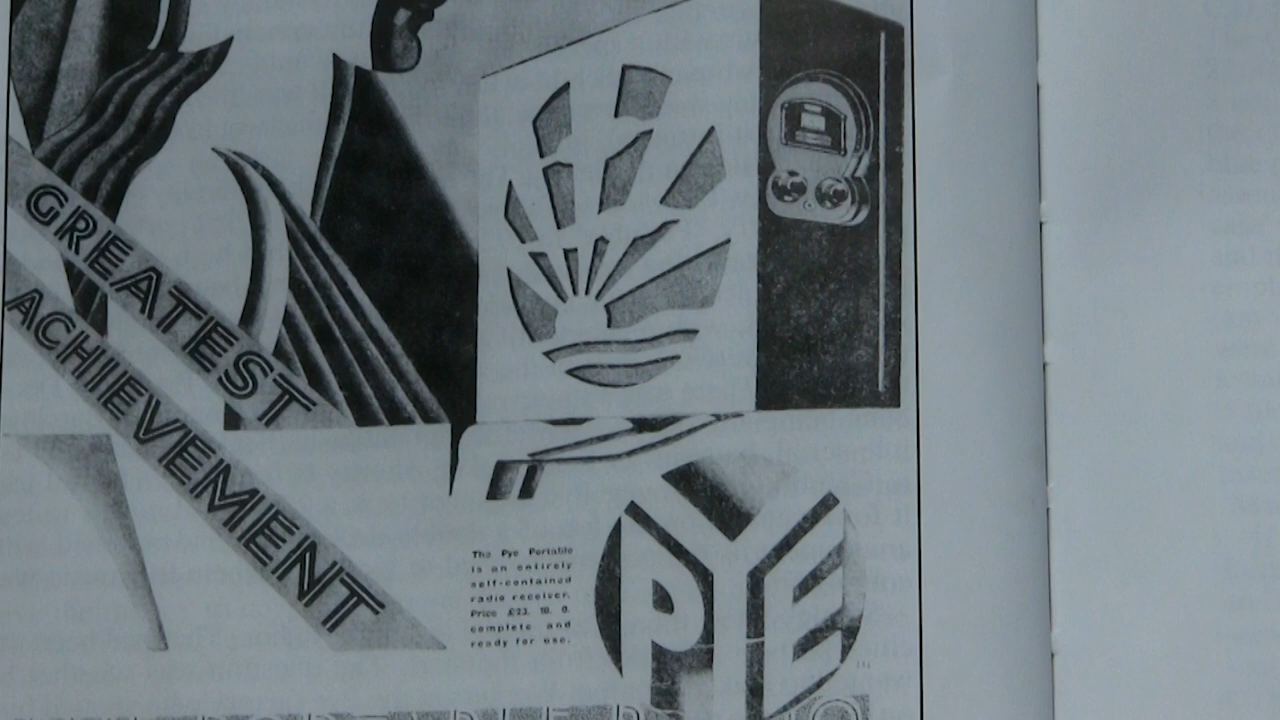 GREATEST
ACHIEVEMENT
The Pye Portable
is an entirely
self-contained
radio receiver.
Price £23. 10. 0.
complete and
ready for use.
PYE